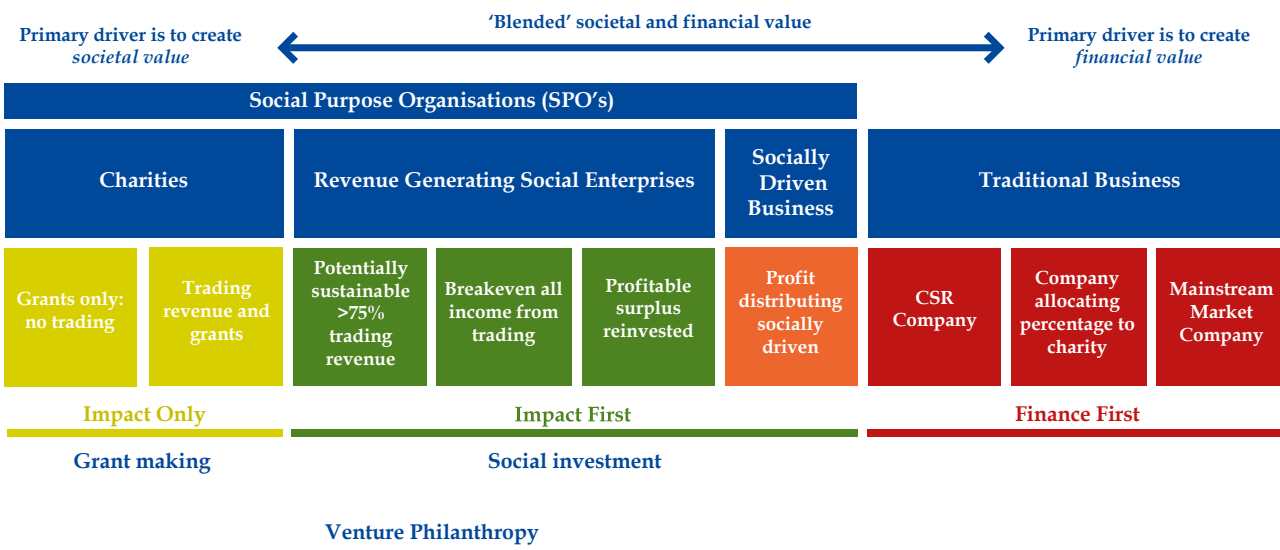 ‘Blended’ societal and financial value
Primary driver is to create
societal value
Primary driver is to create
financial value
Social Purpose Organisations (SPO’s)
Charities
Revenue Generating Social Enterprises
Socially
Driven
Business
Traditional Business
Grants only:
no trading
Trading
revenue and
grants
Potentially
sustainable
>75%
trading
revenue
Breakeven all
income from
trading
Profitable
surplus
reinvested
Profit
distributing
socially
driven
CSR
Company
Company
allocating
percentage to
charity
Mainstream
Market
Company
Impact Only
Impact First
Finance First
Grant making
Social investment
Venture Philanthropy